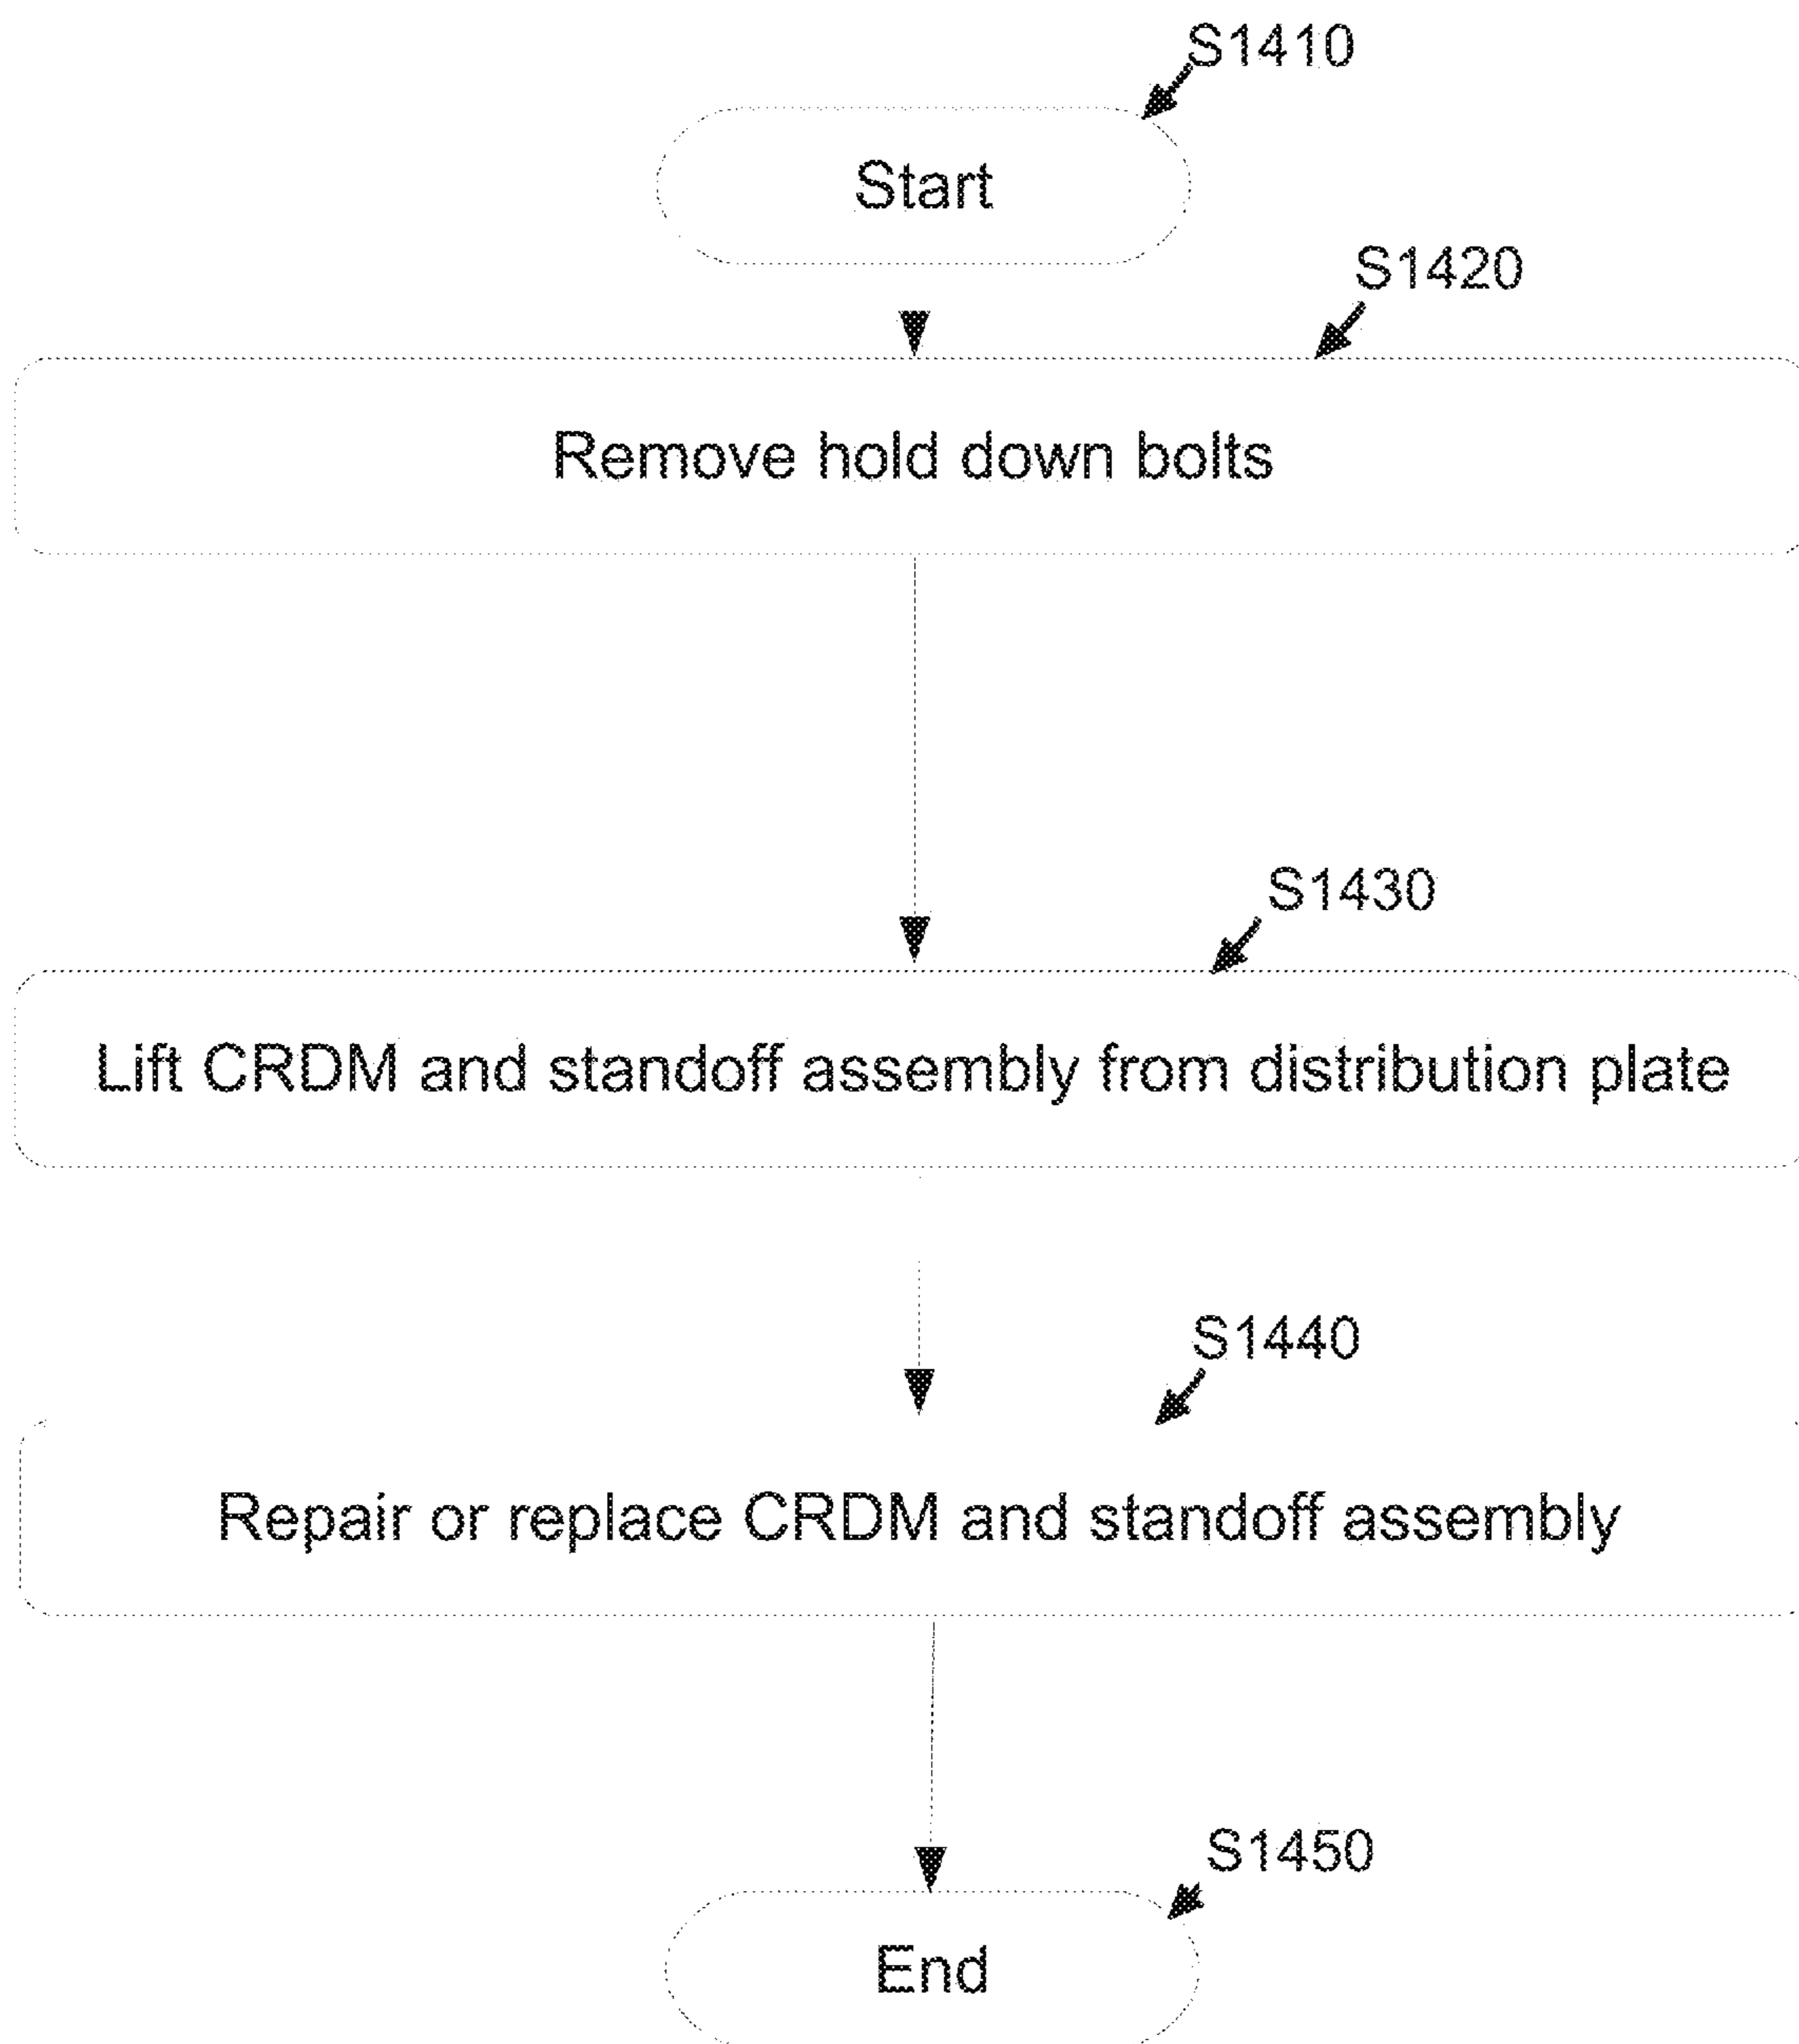 S1410
Start
S1420
Remove hold down bolts
S1430
Lift CRDM and standoff assembly from distribution plate
S1440
Repair or replace CRDM and standoff assembly
S1450
End